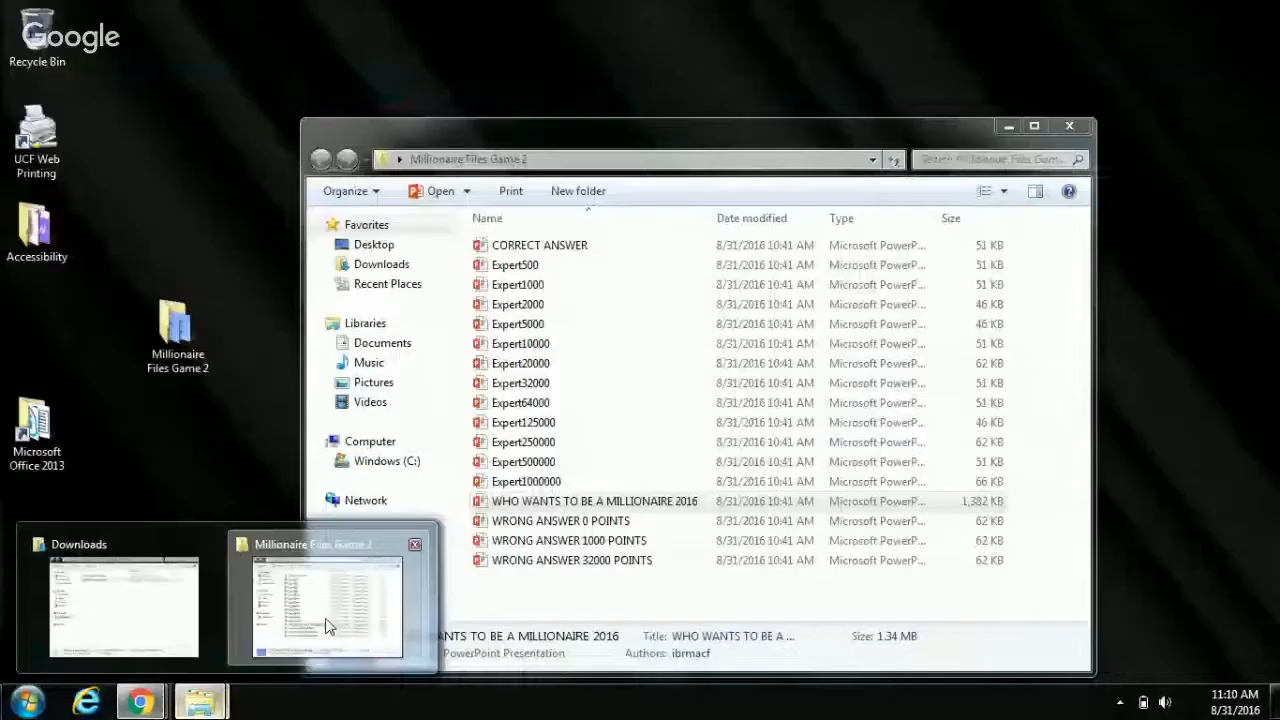 Google
Recycle Bin
UCF Web
Printing
Accessibility
Millionaire
Files Game 2
Microsoft
Office 2013
Millionaire Files Game 2
Organize
Open
Print
New folder
Favorites
Desktop
Downloads
Recent Places
Libraries
Documents
Music
Pictures
Videos
Computer
Windows (C:)
Network
Name Date modified Type Size
CORRECT ANSWER 8/31/2016 10:41 AM Microsoft PowerP... 51 KB
Expert500 8/31/2016 10:41 AM Microsoft PowerP... 51 KB
Expert1000 8/31/2016 10:41 AM Microsoft PowerP... 51 KB
Expert2000 8/31/2016 10:41 AM Microsoft PowerP... 46 KB
Expert5000 8/31/2016 10:41 AM Microsoft PowerP... 46 KB
Expert10000 8/31/2016 10:41 AM Microsoft PowerP... 51 KB
Expert20000 8/31/2016 10:41 AM Microsoft PowerP... 62 KB
Expert32000 8/31/2016 10:41 AM Microsoft PowerP... 51 KB
Expert64000 8/31/2016 10:41 AM Microsoft PowerP... 51 KB
Expert125000 8/31/2016 10:41 AM Microsoft PowerP... 46 KB
Expert250000 8/31/2016 10:41 AM Microsoft PowerP... 62 KB
Expert500000 8/31/2016 10:41 AM Microsoft PowerP... 51 KB
Expert1000000 8/31/2016 10:41 AM Microsoft PowerP... 66 KB
WHO WANTS TO BE A MILLIONAIRE 2016 8/31/2016 10:41 AM Microsoft PowerP... 1,382 KB
WRONG ANSWER 0 POINTS 8/31/2016 10:41 AM Microsoft PowerP... 62 KB
WRONG ANSWER 1000 POINTS 8/31/2016 10:41 AM Microsoft PowerP... 62 KB
WRONG ANSWER 32000 POINTS 8/31/2016 10:41 AM Microsoft PowerP... 62 KB
Downloads
Millionaire Files Game 2
NTS TO BE A MILLIONAIRE 2016 Title: WHO WANTS TO BE A ... Size: 1.34 MB
PowerPoint Presentation Authors: ibrmacf
11:10 AM
8/31/2016